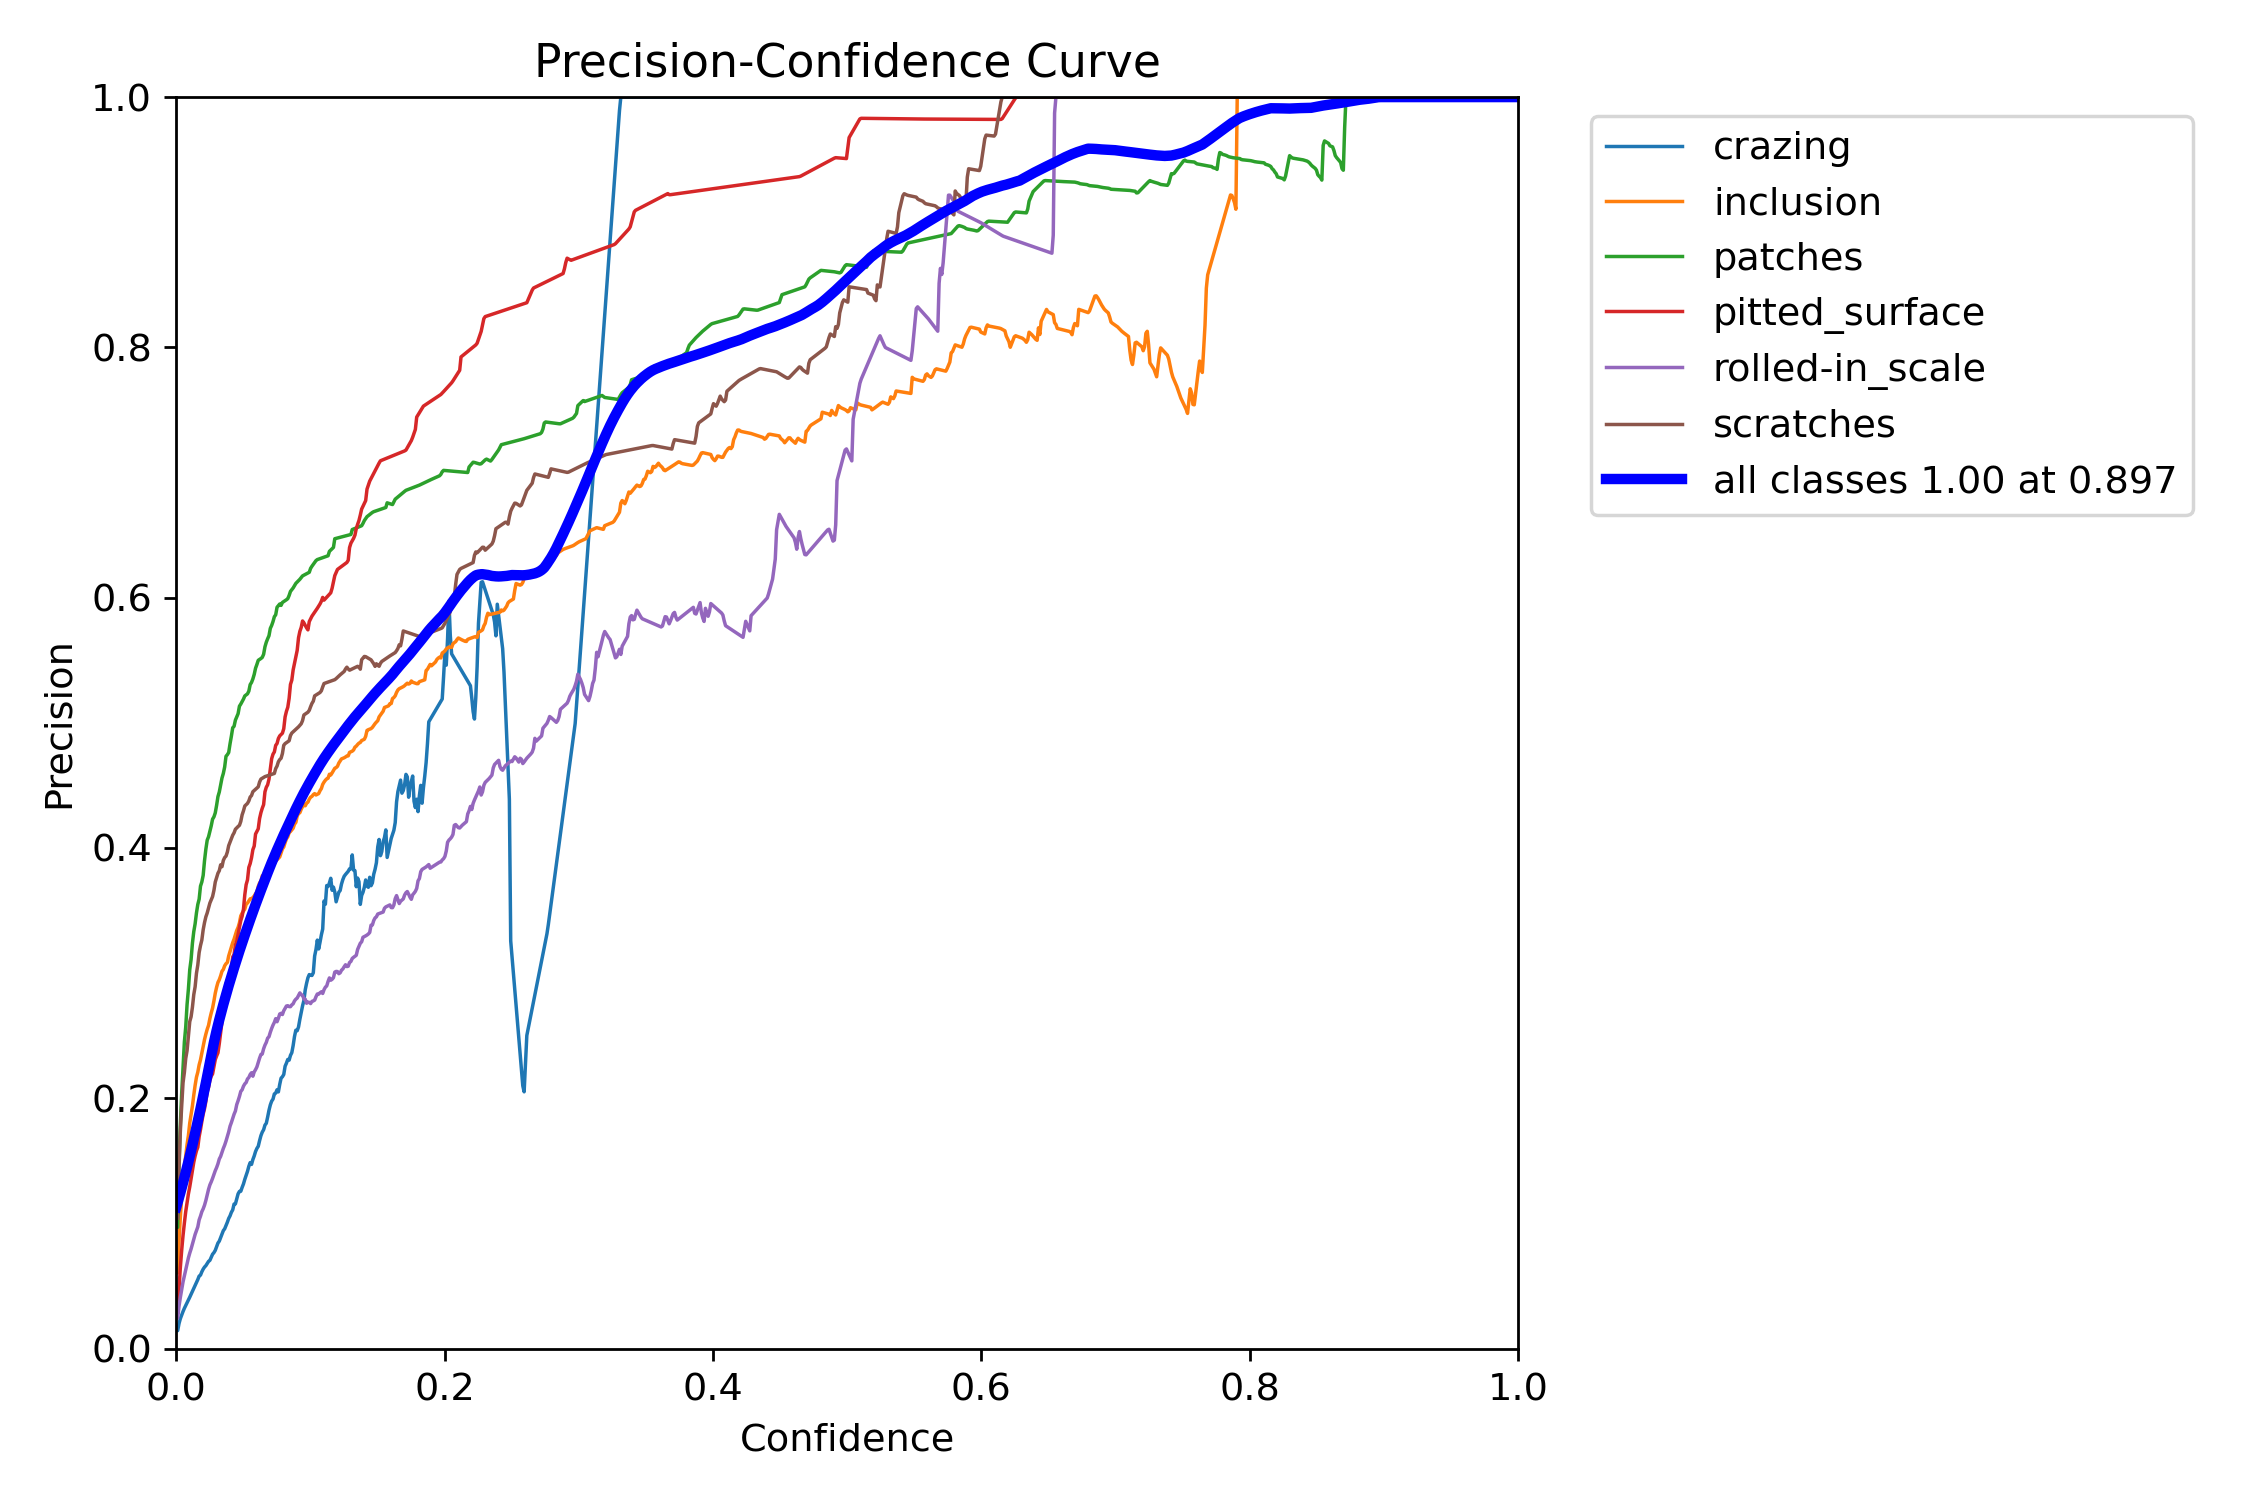 Precision-Confidence Curve
1.0
0.8
0.6
0.4
0.2
0.0
Precision
0.0 0.2 0.4 0.6 0.8 1.0
Confidence
crazing
inclusion
patches
pitted_surface
rolled-in_scale
scratches
all classes 1.00 at 0.897